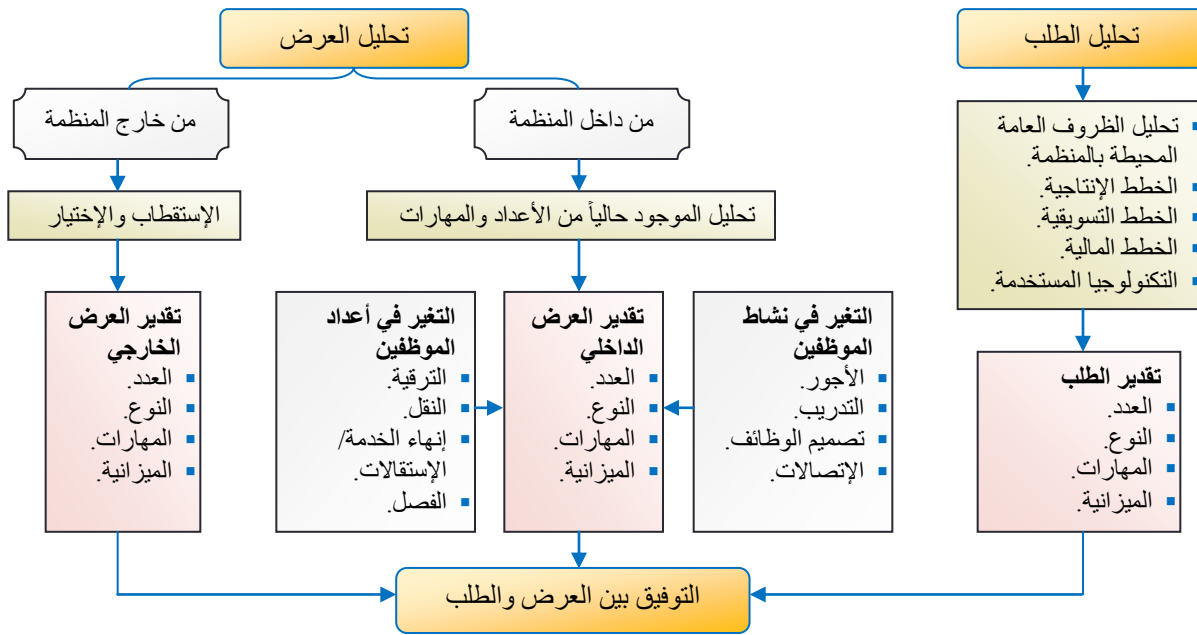 تحليل الطلب
تحليل الظروف العامة
المحيطة بالمنظمة.
الخطط الإنتاجية.
الخطط التسويقية.
الخطط المالية.
التكنولوجيا المستخدمة.
تقدير الطلب
العدد.
النوع.
المهارات.
الميزانية.
تحليل العرض
من داخل المنظمة
تحليل الموجود حالياً من الأعداد والمهارات
التغير في نشاط
الموظفين
الأجور.
التدريب.
تصميم الوظائف.
الإتصالات.
تقدير العرض
الداخلي
العدد.
النوع.
المهارات.
الميزانية.
التغير في أعداد
الموظفين
الترقية.
النقل.
إنهاء الخدمة/
الإستقالات.
الفصل.
من خارج المنظمة
الإستقطاب والإختيار
تقدير العرض
الخارجي
العدد.
النوع.
المهارات.
الميزانية.
التوفيق بين العرض والطلب